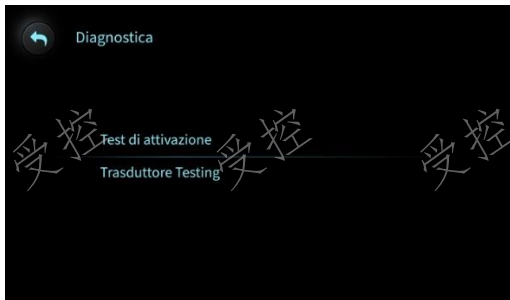 Diagnostica
Test di attivazione
Trasduttore Testing
受控 受控 受控